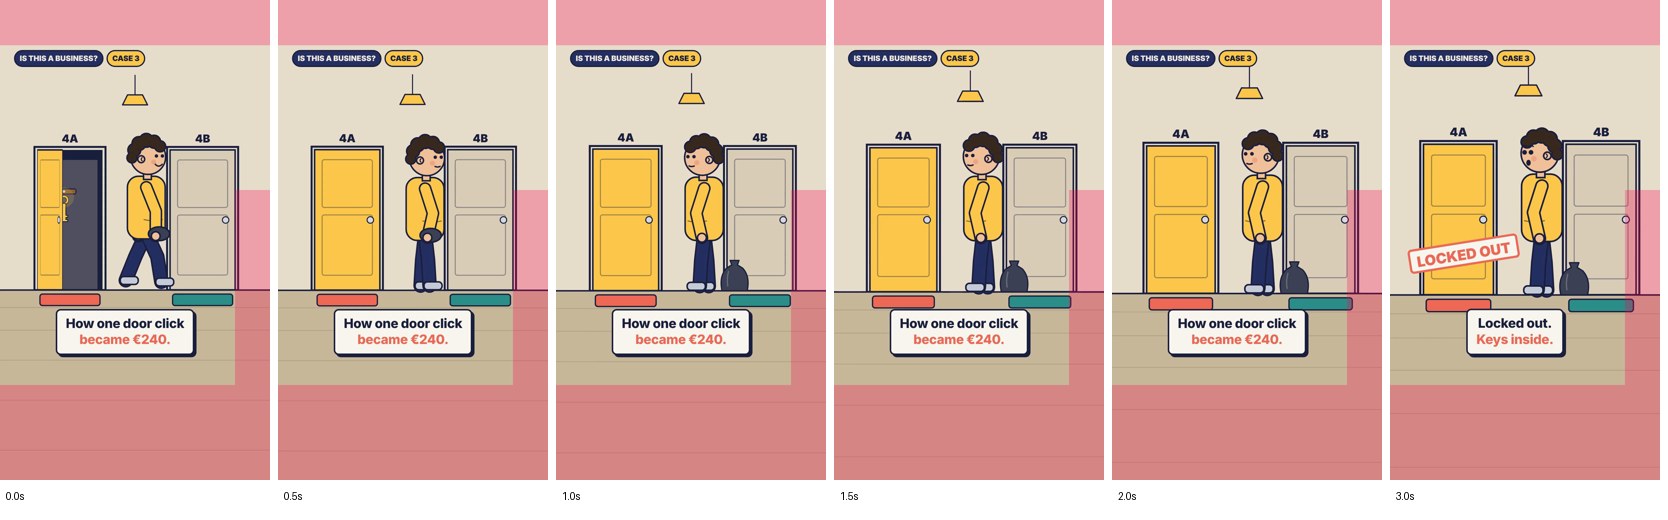 IS THIS A BUSINESS? CASE 3
4A 4B
How one door click
became €240.
0.0s
IS THIS A BUSINESS? CASE 3
4A 4B
How one door click
became €240.
0.5s
IS THIS A BUSINESS? CASE 3
4A 4B
How one door click
became €240.
1.0s
IS THIS A BUSINESS? CASE 3
4A 4B
How one door click
became €240.
1.5s
IS THIS A BUSINESS? CASE 3
4A 4B
How one door click
became €240.
2.0s
IS THIS A BUSINESS? CASE 3
4A 4B
LOCKED OUT
Locked out.
Keys inside.
3.0s